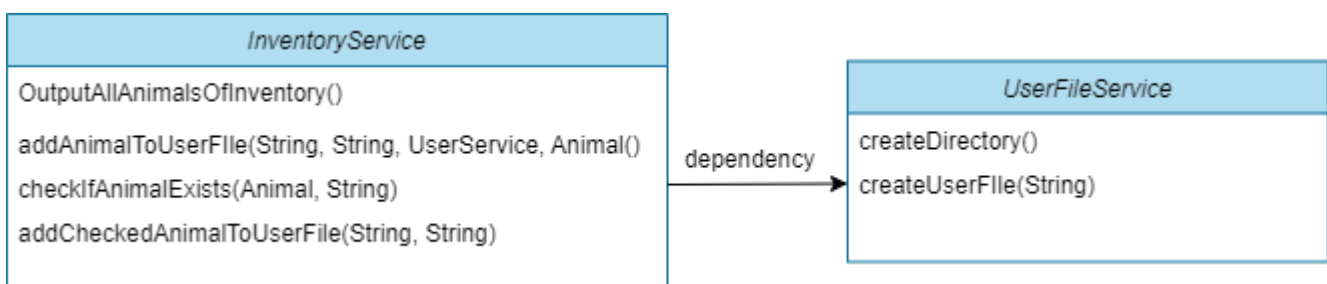 InventoryService
OutputAllAnimalsOfInventory()
addAnimalToUserFIle(String, String, UserService, Animal()
checkIfAnimalExists(Animal, String)
addCheckedAnimalToUserFile(String, String)
dependency
UserFileService
createDirectory()
createUserFIle(String)